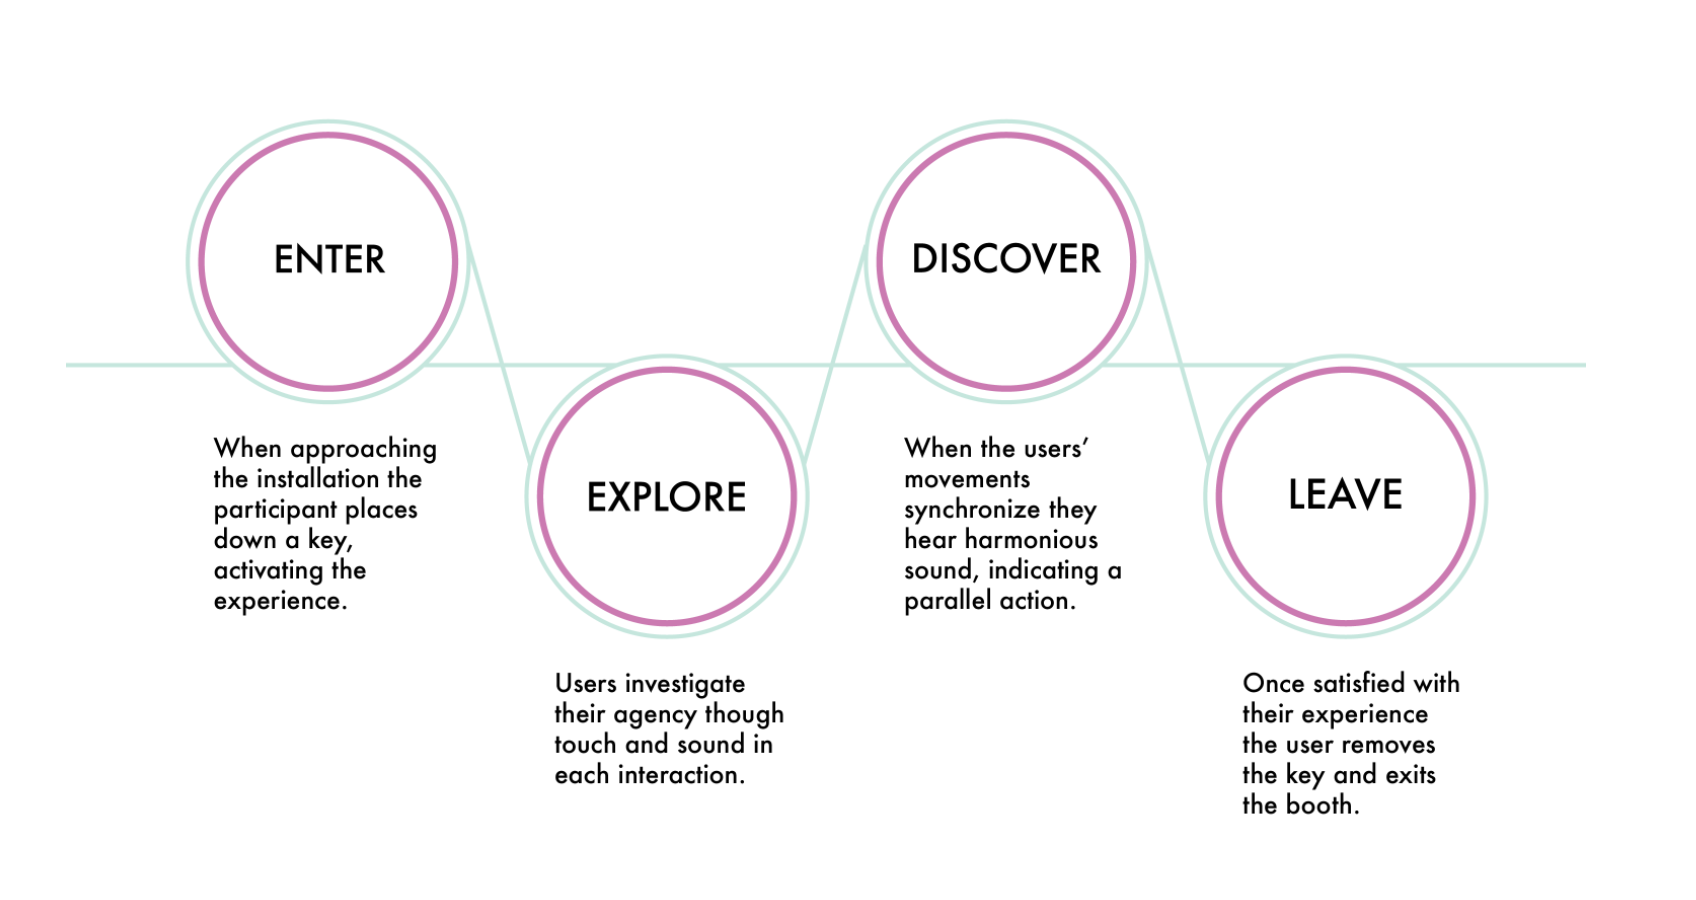 ENTER
When approaching
the installation the
participant places
down a key,
activating the
experience.
EXPLORE
Users investigate
their agency though
touch and sound in
each interaction.
DISCOVER
When the users’
movements
synchronize they
hear harmonious
sound, indicating a
parallel action.
LEAVE
Once satisfied with
their experience
the user removes
the key and exits
the booth.